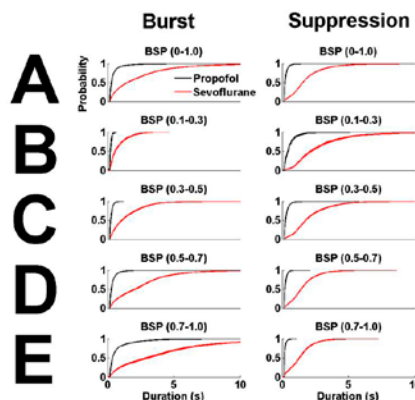 Burst Suppression
A
BSP (0-1.0) BSP (0-1.0)
Probability
1 1
0.5 0.5
0 0
Propofol
Sevoflurane
B
BSP (0.1-0.3) BSP (0.1-0.3)
1 1
0.5 0.5
0 0
C
BSP (0.3-0.5) BSP (0.3-0.5)
1 1
0.5 0.5
0 0
D
BSP (0.5-0.7) BSP (0.5-0.7)
1 1
0.5 0.5
0 0
E
BSP (0.7-1.0) BSP (0.7-1.0)
1 1
0.5 0.5
0 0
0 5 10 0 5 10
Duration (s) Duration (s)